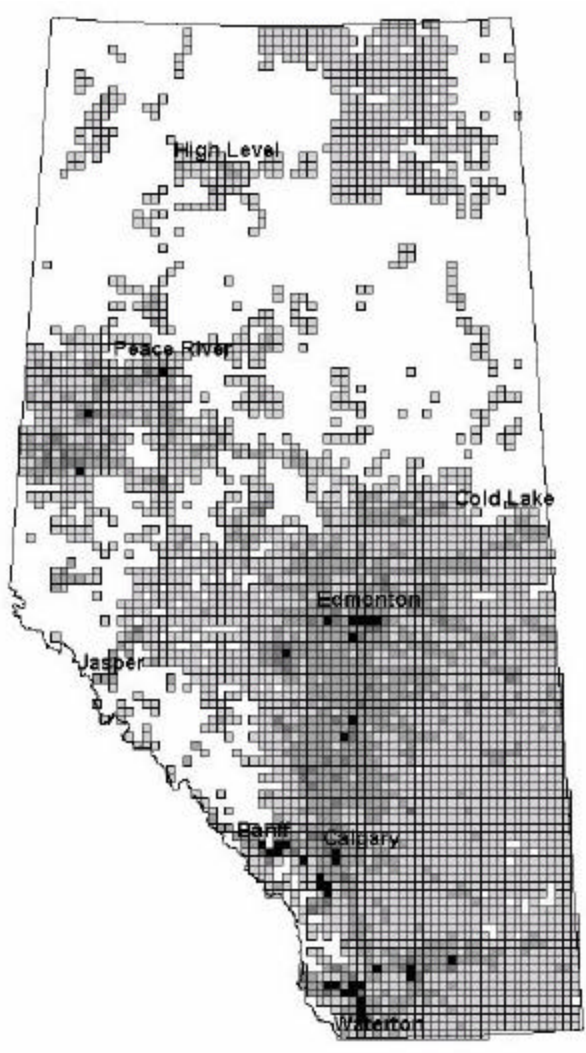 High Level
Peace River
Cold Lake
Edmonton
Jasper
Banff
Calgary
Waterton